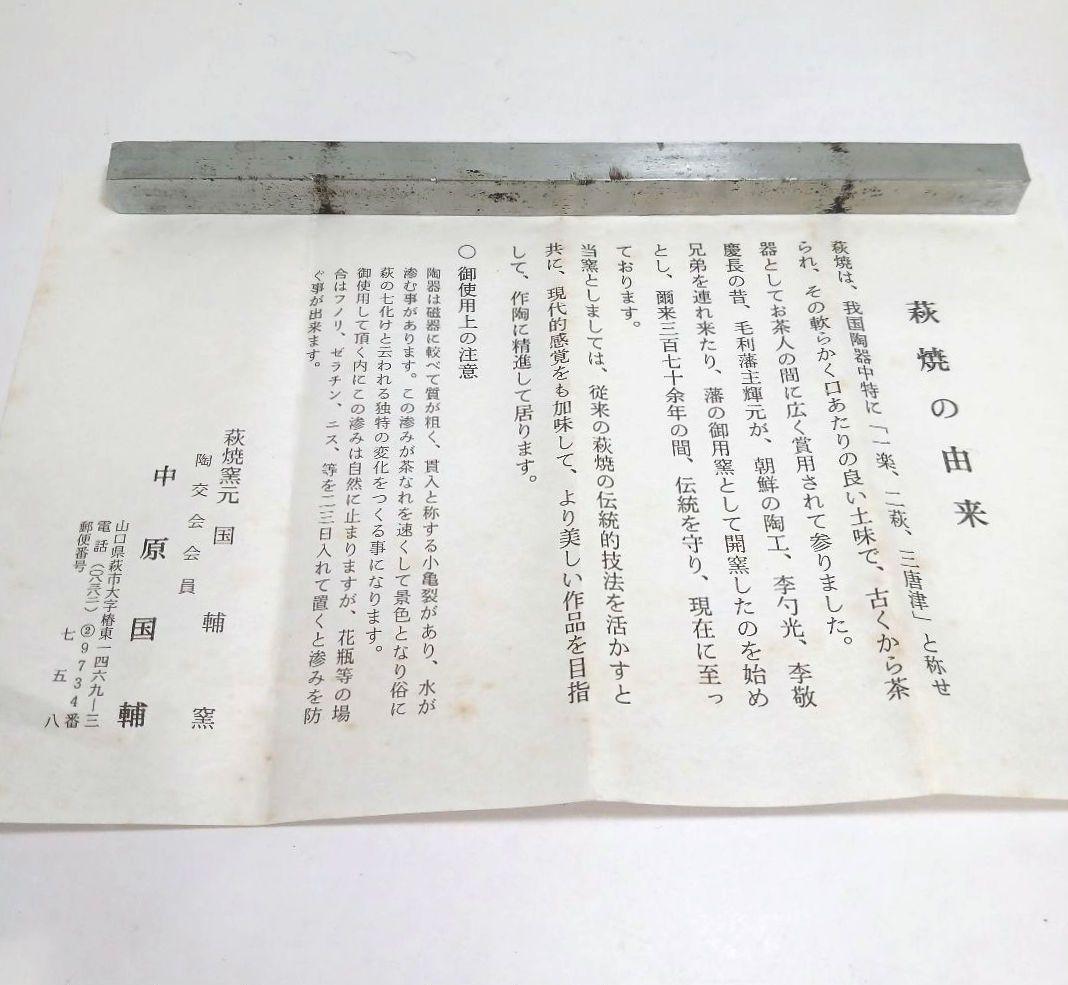 萩焼の由来
萩焼は、我国陶器中特に「一楽、二萩、三唐津」と称せ
られ、その軟らかく口あたりの良い土味で、古くから茶
器としてお茶人の間に広く賞用されて参りました。
慶長の昔、毛利藩主輝元が、朝鮮の陶工、李勺光、李敬
兄弟を連れ来たり、藩の御用窯として開窯したのを始め
とし、爾来三百七十余年の間、伝統を守り、現在に至っ
ております。
当窯としましては、従来の萩焼の伝統的技法を活かすと
共に、現代的感覚をも加味して、より美しい作品を目指
して、作陶に精進して居ります。
○御使用上の注意
陶器は磁器に較べて質が粗く、貫入と称する小亀裂があり、水が
滲む事があります。この滲みが茶なれを速くして景色となり俗に
萩の七化けと云われる独特の変化をつくる事になります。
御使用して頂く内にこの滲みは自然に止まりますが、花瓶等の場
合はフノリ、ゼラチン、ニス、等を二三日入れて置くと滲みを防
ぐ事が出来ます。
萩焼窯元 国輔窯
陶交会会員
中原国輔
山口県萩市大字椿東一四六九ー三
電話(〇八三八二)②9734番
郵便番号 七五八